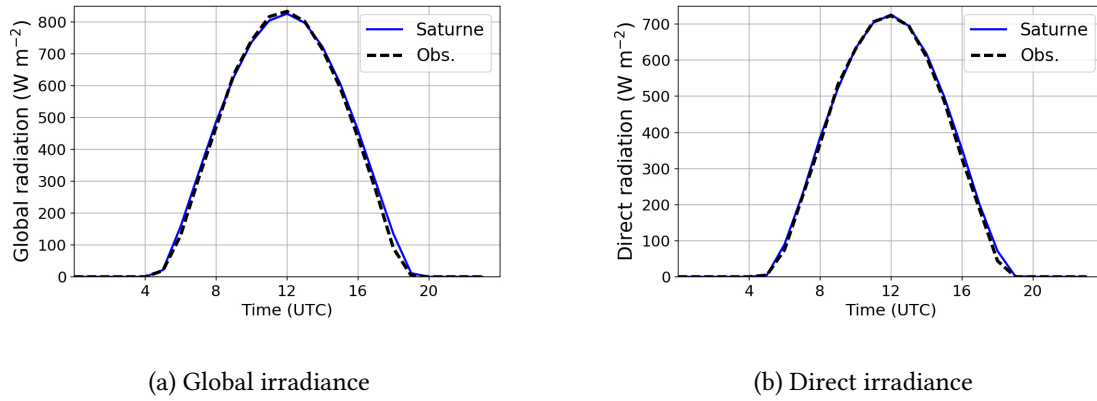 Global radiation (W m⁻²)
800
700
600
500
400
300
200
100
0
4
8
12
16
20
Time (UTC)
Saturne
Obs.
(a) Global irradiance
Direct radiation (W m⁻²)
700
600
500
400
300
200
100
0
4
8
12
16
20
Time (UTC)
Saturne
Obs.
(b) Direct irradiance